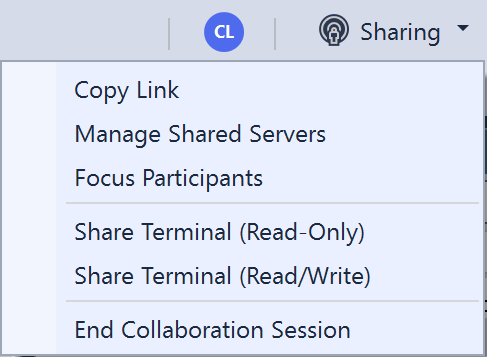 CL
Sharing
Copy Link
Manage Shared Servers
Focus Participants
Share Terminal (Read-Only)
Share Terminal (Read/Write)
End Collaboration Session